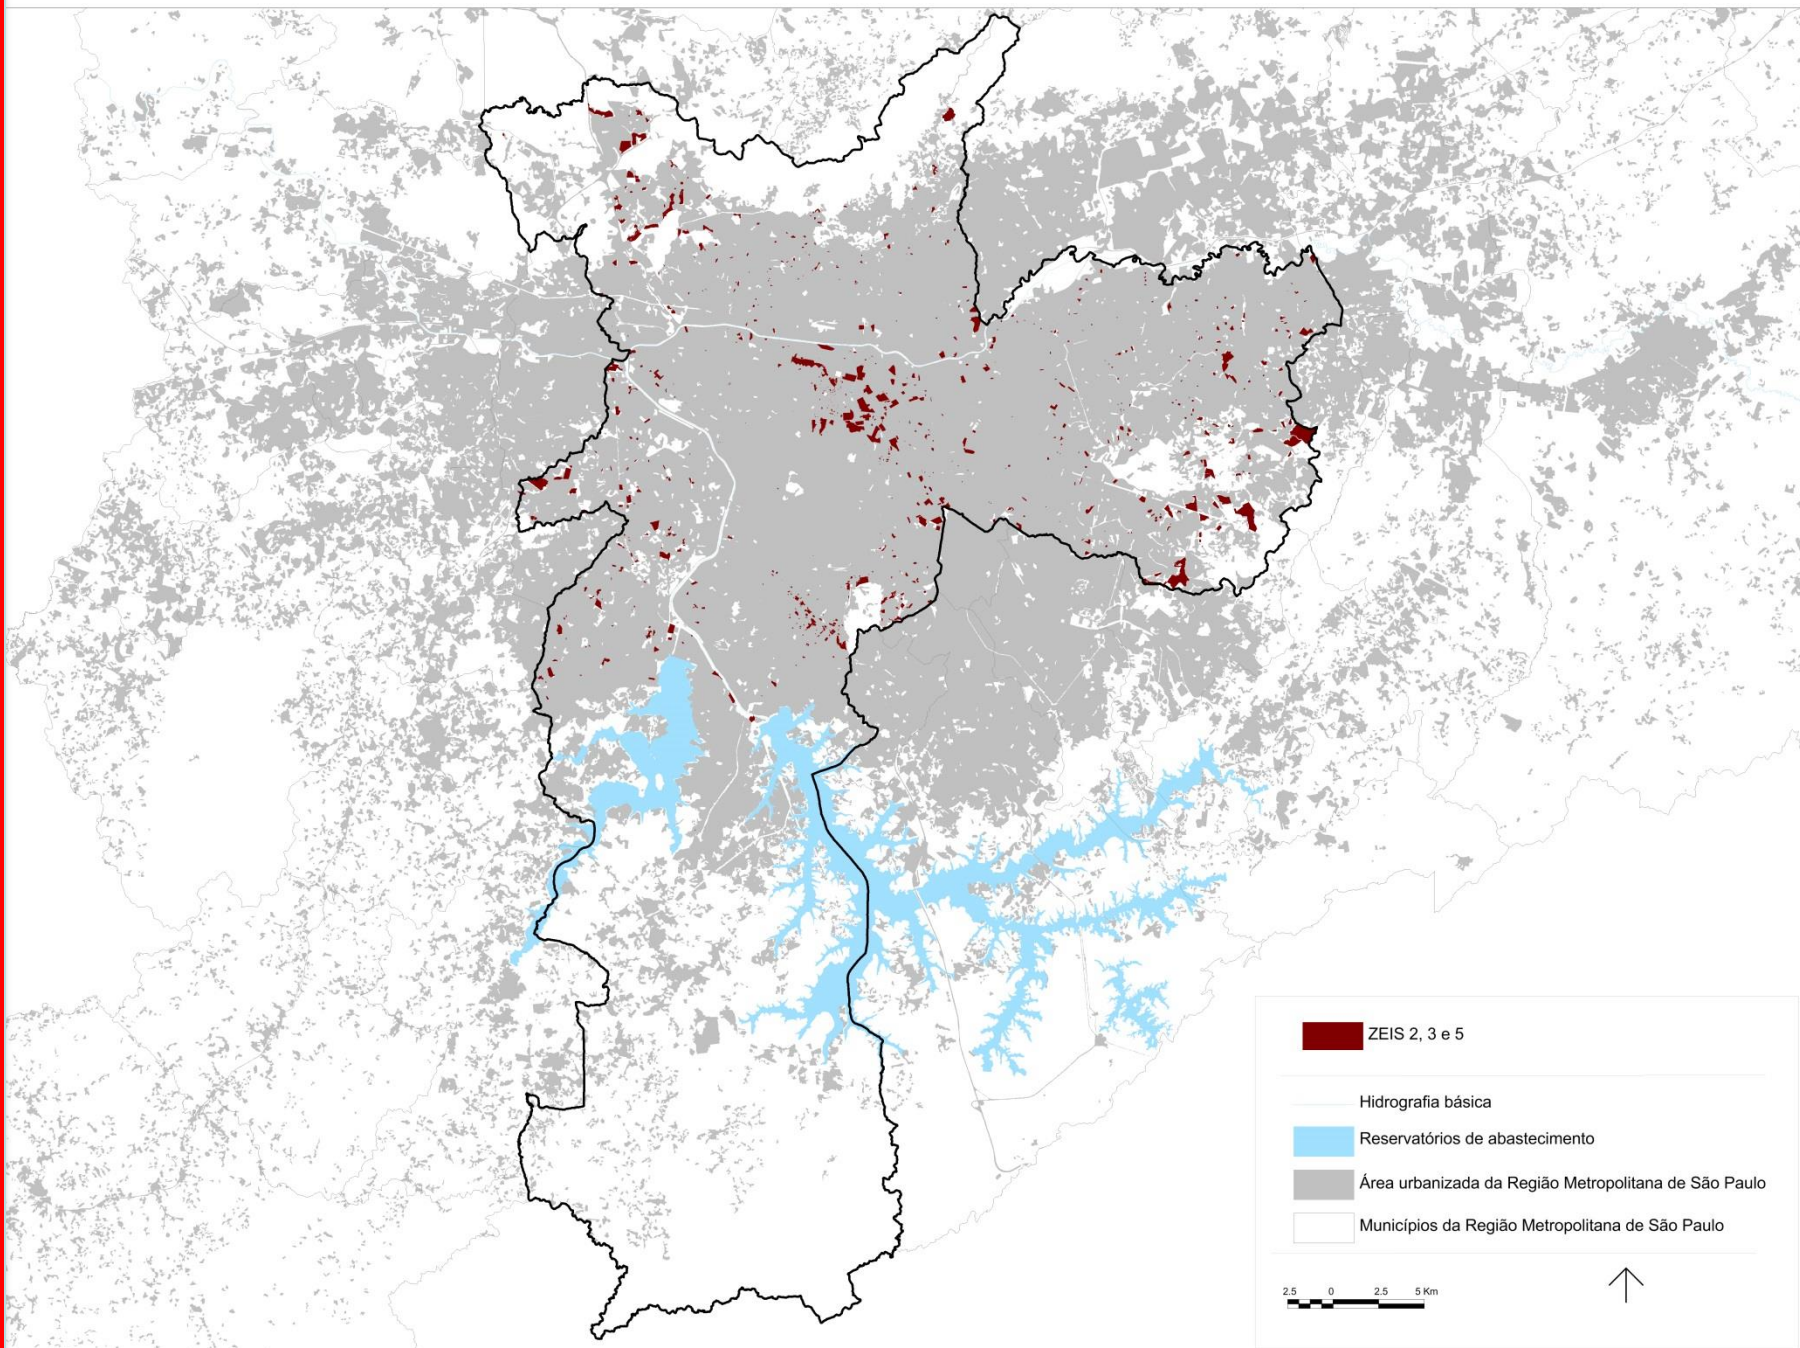 ZEIS 2, 3 e 5
Hidrografia básica
Reservatórios de abastecimento
Área urbanizada da Região Metropolitana de São Paulo
Municípios da Região Metropolitana de São Paulo
2.5 0 2.5 5 Km